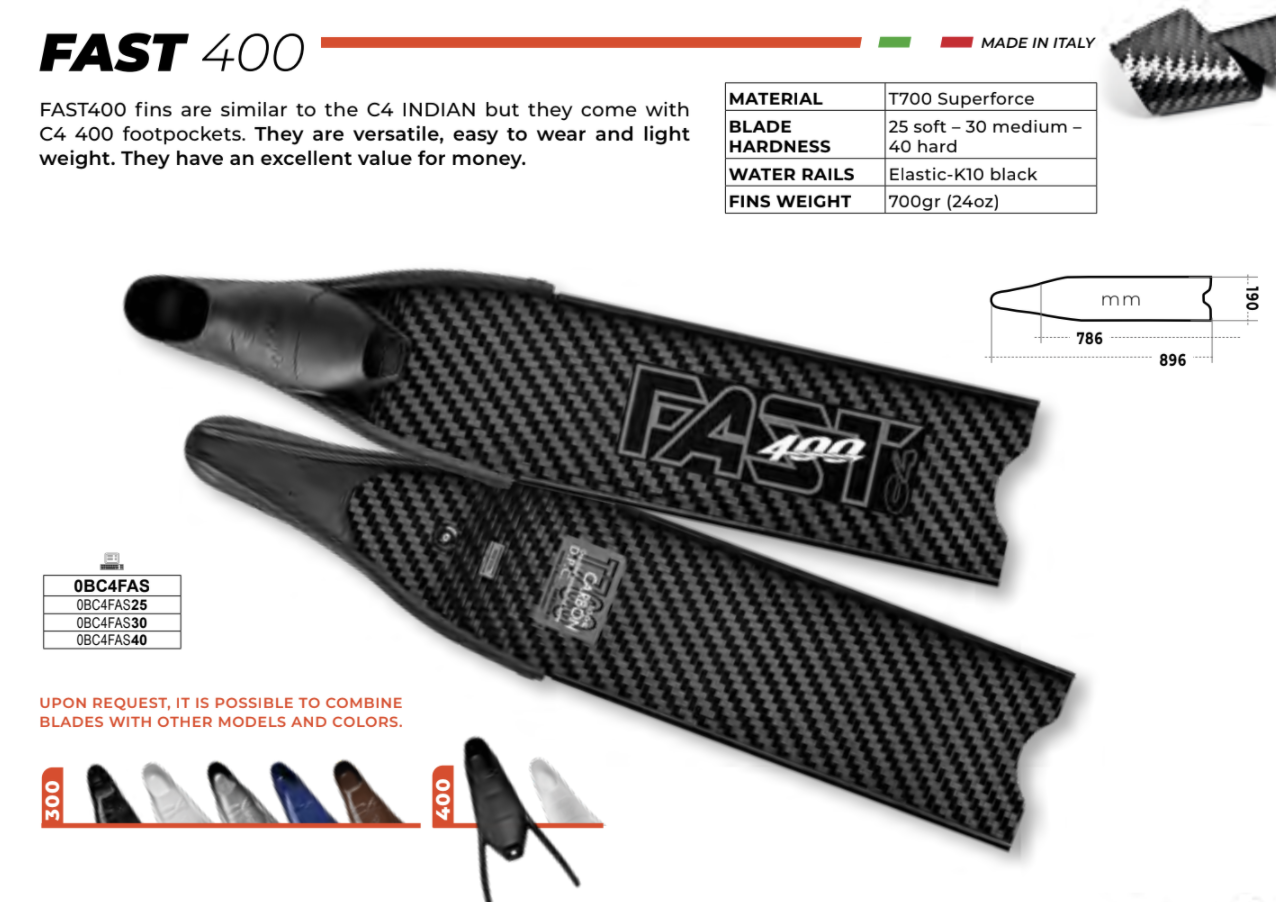 FAST 400
MADE IN ITALY
FAST400 fins are similar to the C4 INDIAN but they come with
C4 400 footpockets. They are versatile, easy to wear and light
weight. They have an excellent value for money.
MATERIAL T700 Superforce
BLADE HARDNESS 25 soft – 30 medium –
40 hard
WATER RAILS Elastic-K10 black
FINS WEIGHT 700gr (24oz)
mm
190
786
896
FAST
400
CARBON
0BC4FAS
0BC4FAS25
0BC4FAS30
0BC4FAS40
UPON REQUEST, IT IS POSSIBLE TO COMBINE
BLADES WITH OTHER MODELS AND COLORS.
300
400